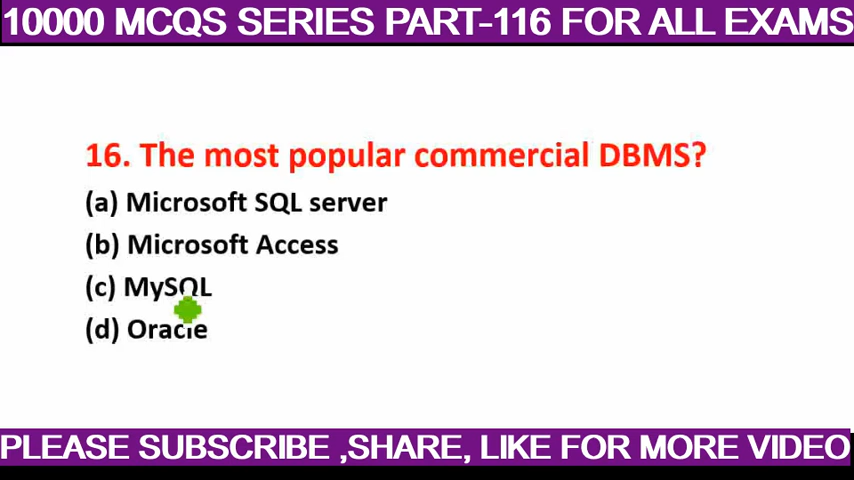 10000 MCQS SERIES PART-116 FOR ALL EXAMS
16. The most popular commercial DBMS?
(a) Microsoft SQL server
(b) Microsoft Access
(c) MySQL
(d) Oracle
PLEASE SUBSCRIBE ,SHARE, LIKE FOR MORE VIDEO